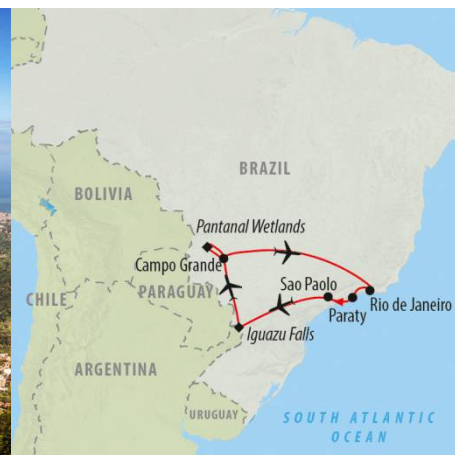 BRAZIL
BOLIVIA
Pantanal Wetlands
Campo Grande
Sao Paolo
PARAGUAY
CHILE
Rio de Janeiro
Paraty
Iguazu Falls
ARGENTINA
URUGUAY
SOUTH ATLANTIC
OCEAN